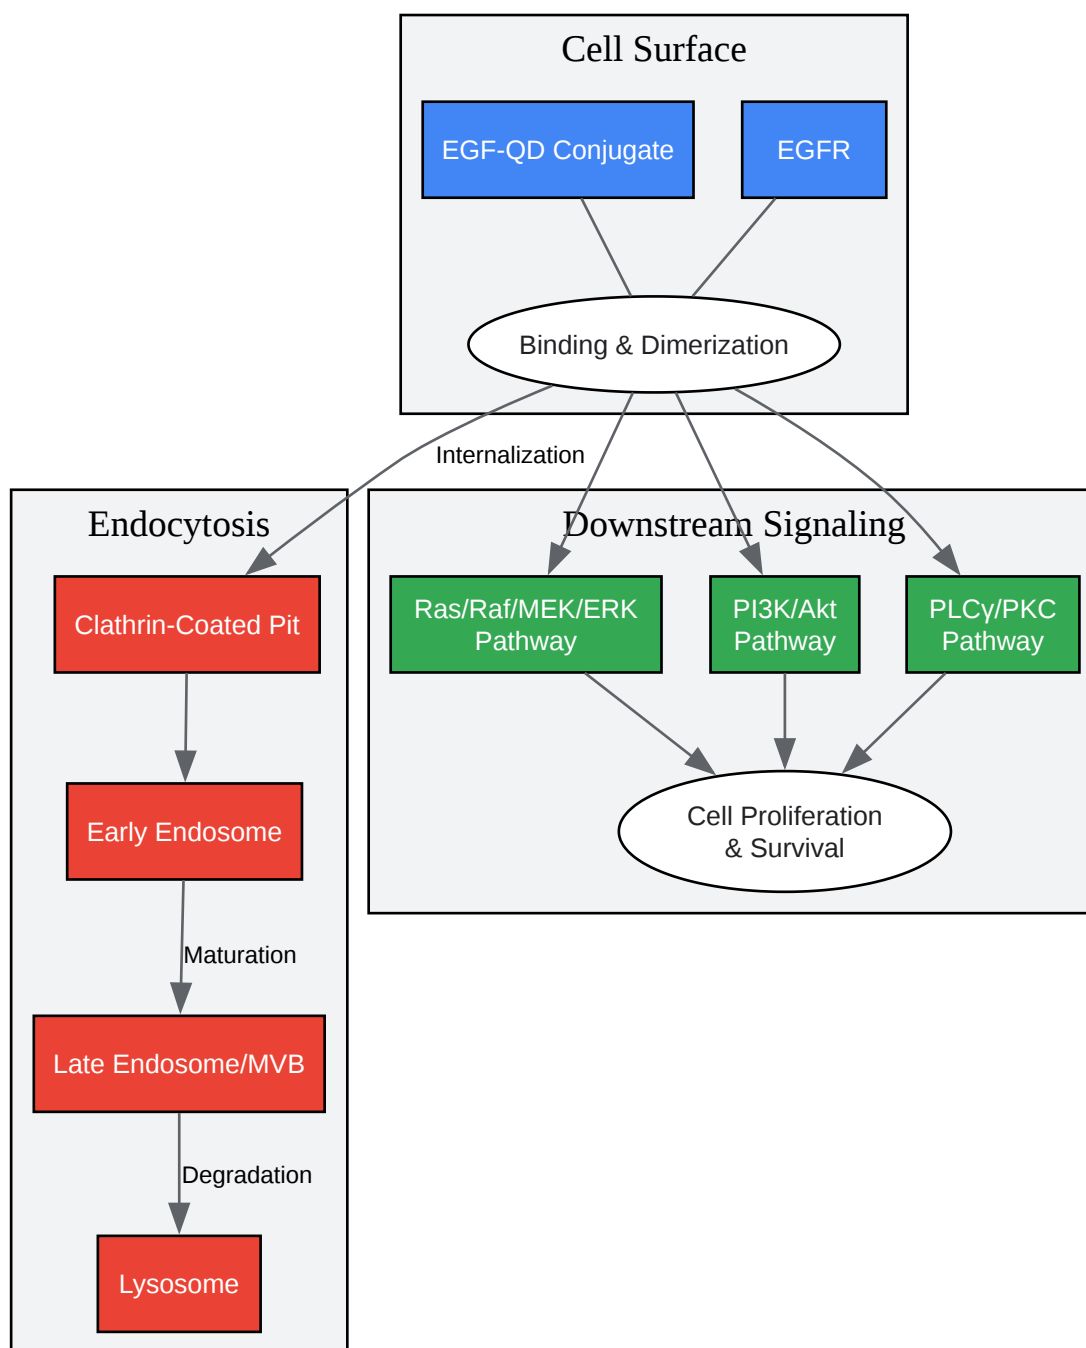 Cell Surface
EGF-QD Conjugate
EGFR
Binding & Dimerization
Internalization
Endocytosis
Downstream Signaling
Clathrin-Coated Pit
Ras/Raf/MEK/ERK
Pathway
PI3K/Akt
Pathway
PLCγ/PKC
Pathway
Early Endosome
Cell Proliferation
& Survival
Maturation
Late Endosome/MVB
Degradation
Lysosome